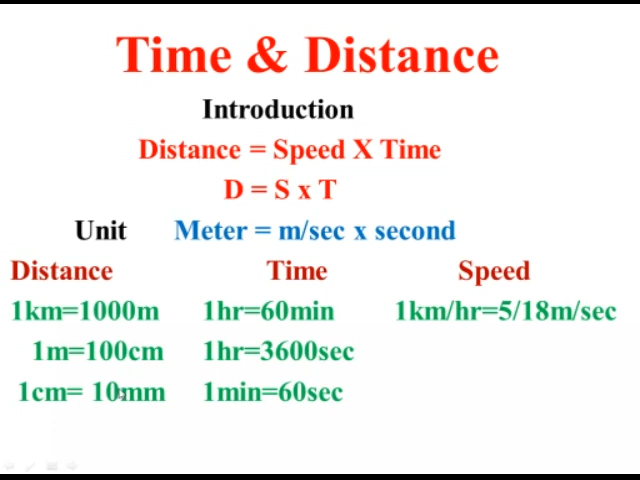 Time & Distance
Introduction
Distance = Speed X Time
D = S x T
Unit Meter = m/sec x second
Distance Time Speed
1km=1000m 1hr=60min 1km/hr=5/18m/sec
1m=100cm 1hr=3600sec
1cm= 10mm 1min=60sec